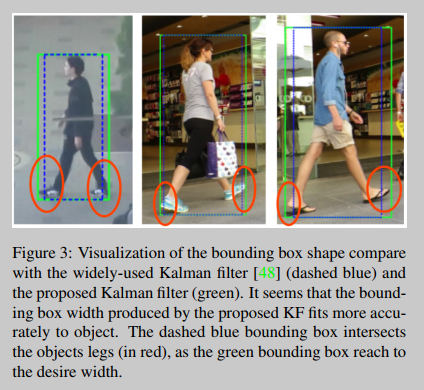 Figure 3: Visualization of the bounding box shape compare
with the widely-used Kalman filter [48] (dashed blue) and
the proposed Kalman filter (green). It seems that the bound-
ing box width produced by the proposed KF fits more accu-
rately to object. The dashed blue bounding box intersects
the objects legs (in red), as the green bounding box reach to
the desire width.